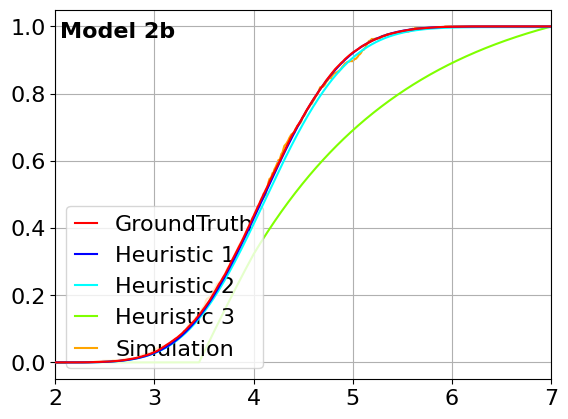 Model 2b
1.0
0.8
0.6
0.4
0.2
0.0
GroundTruth
Heuristic 1
Heuristic 2
Heuristic 3
Simulation
2 3 4 5 6 7